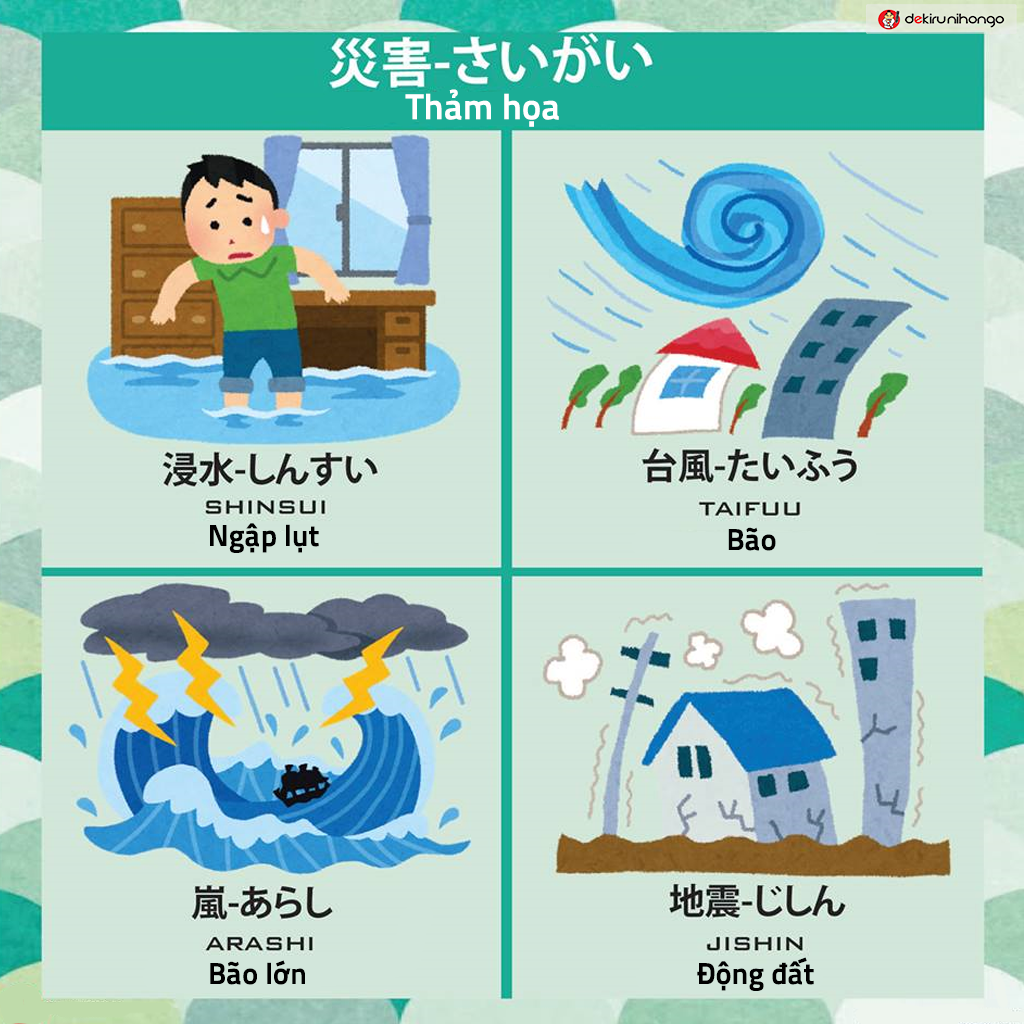 dekirunihongo
災害-さいがい
Thảm họa
浸水-しんすい
SHINSUI
Ngập lụt
台風-たいふう
TAIFUU
Bão
嵐-あらし
ARASHI
Bão lớn
地震-じしん
JISHIN
Động đất